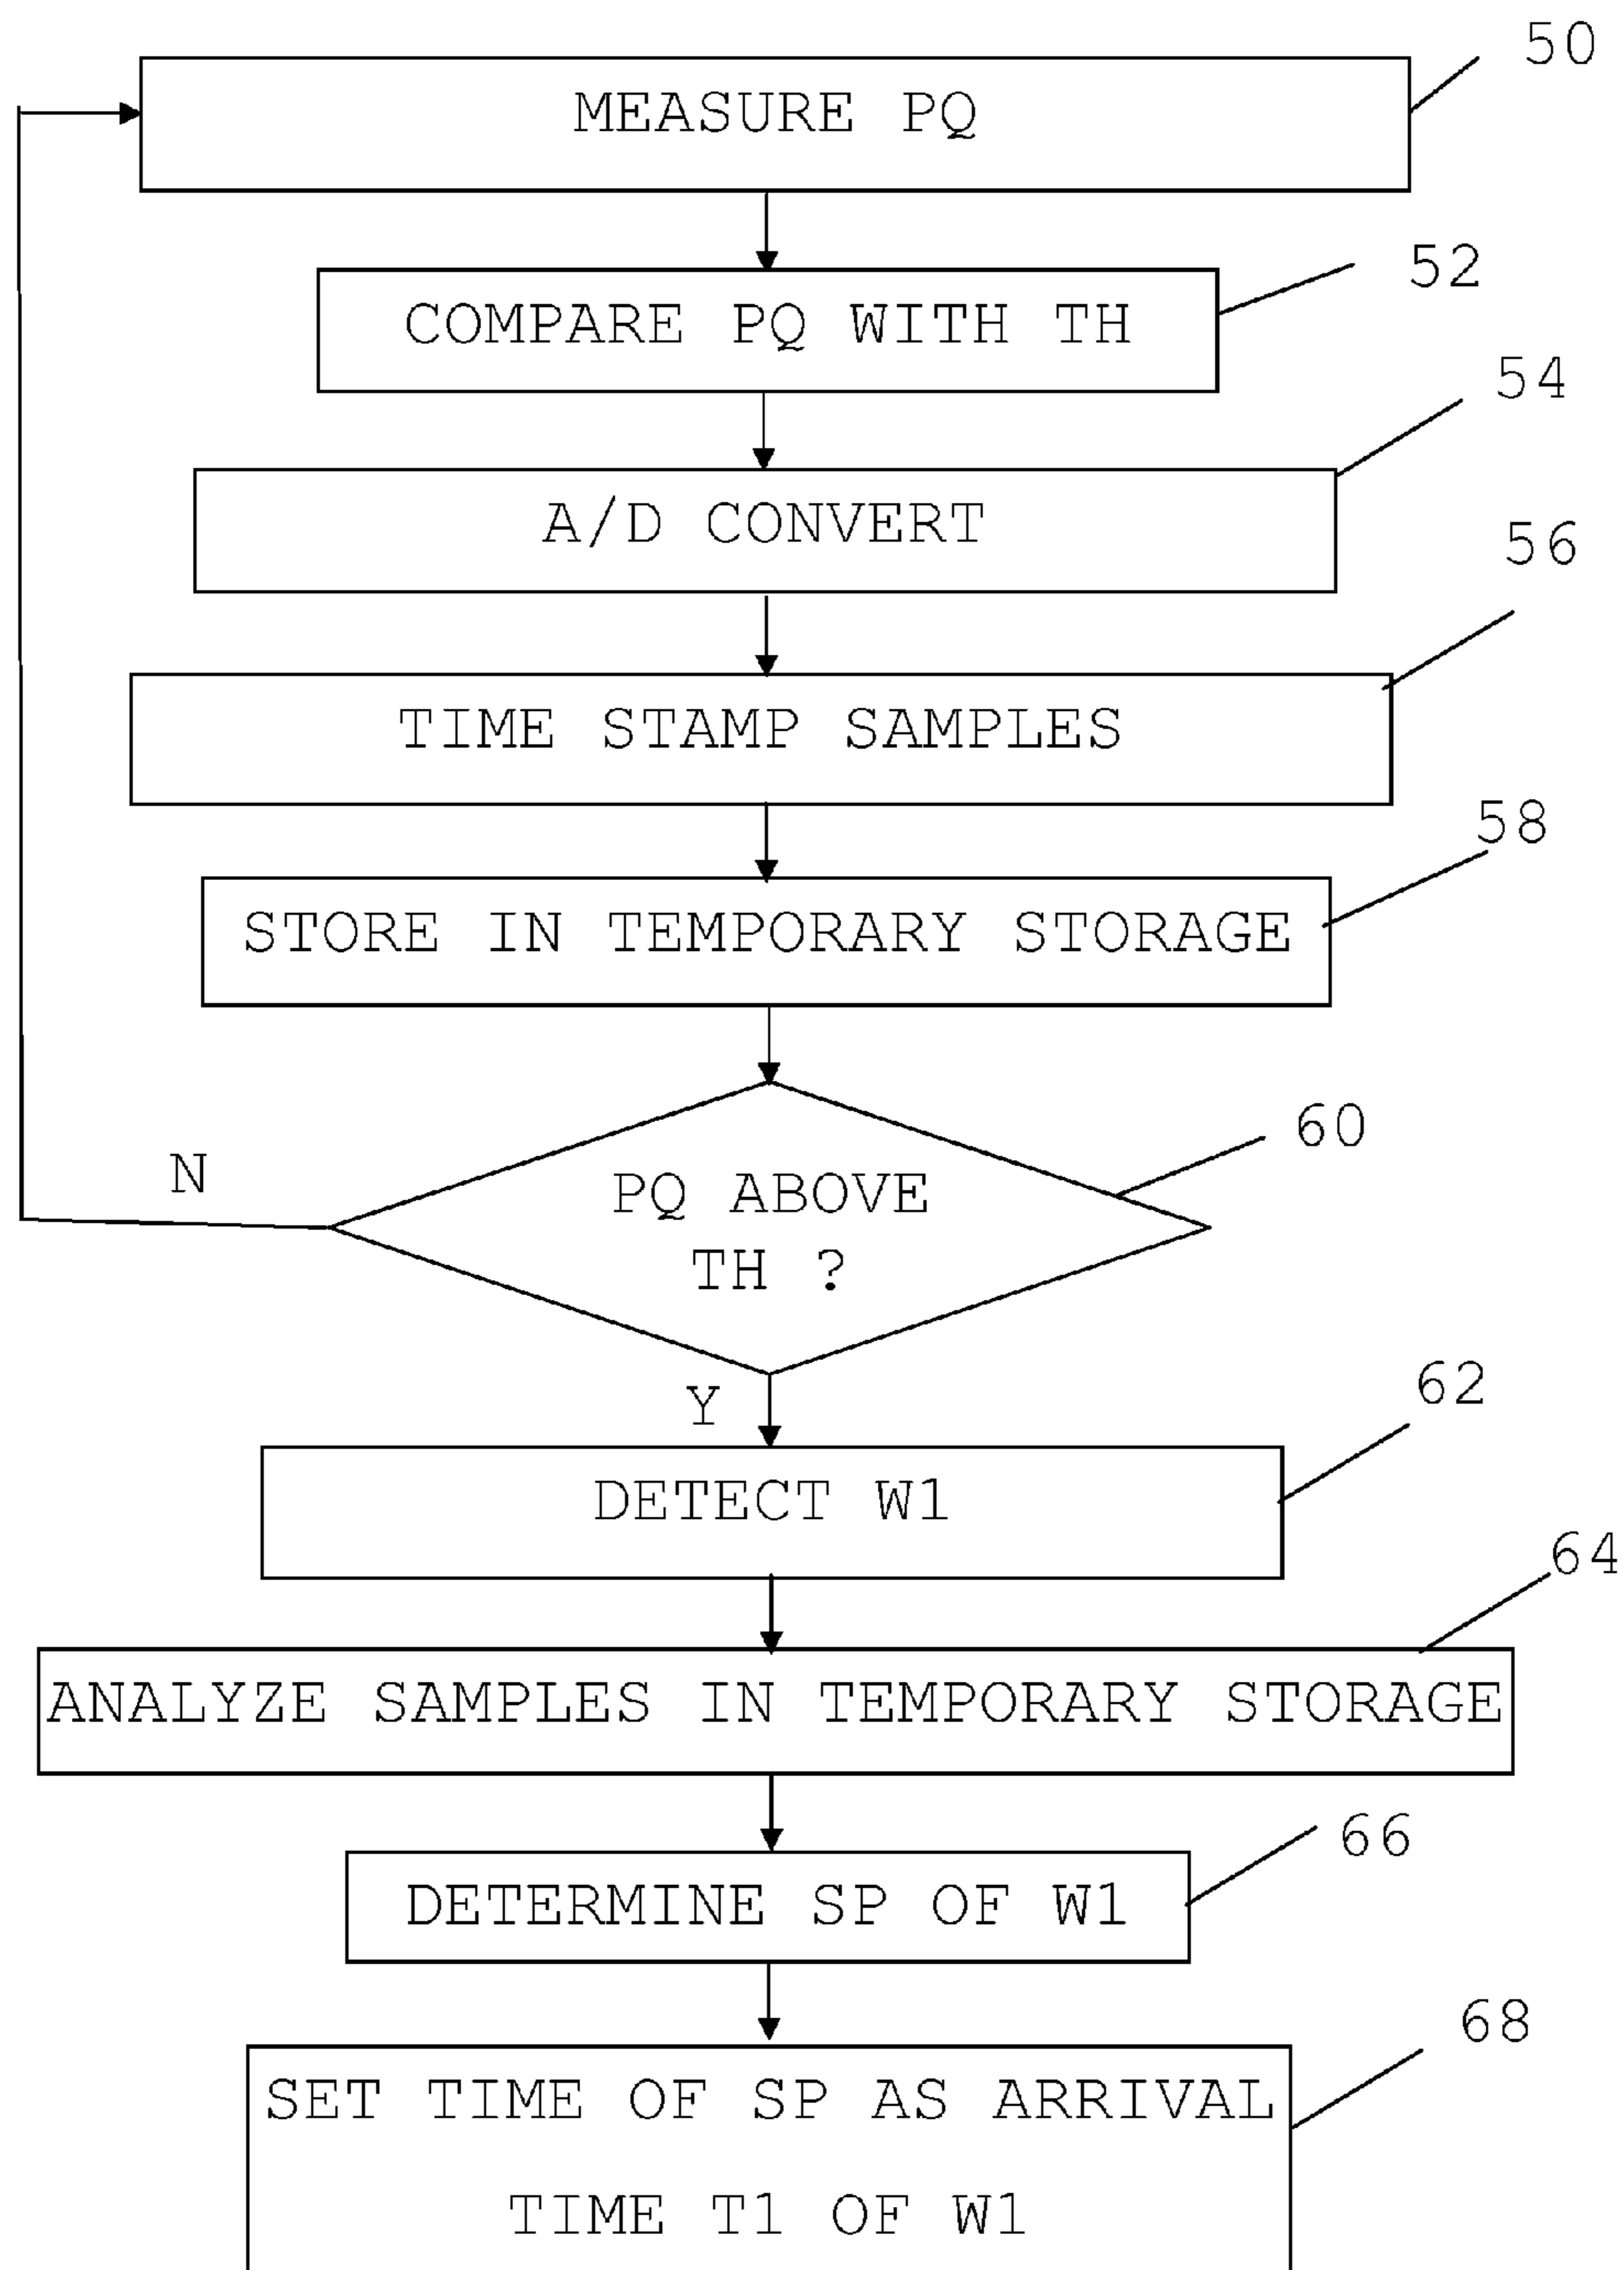 50
MEASURE PQ
52
COMPARE PQ WITH TH
54
A/D CONVERT
56
TIME STAMP SAMPLES
58
STORE IN TEMPORARY STORAGE
60
N
PQ ABOVE
TH ?
Y
62
DETECT W1
64
ANALYZE SAMPLES IN TEMPORARY STORAGE
66
DETERMINE SP OF W1
68
SET TIME OF SP AS ARRIVAL
TIME T1 OF W1